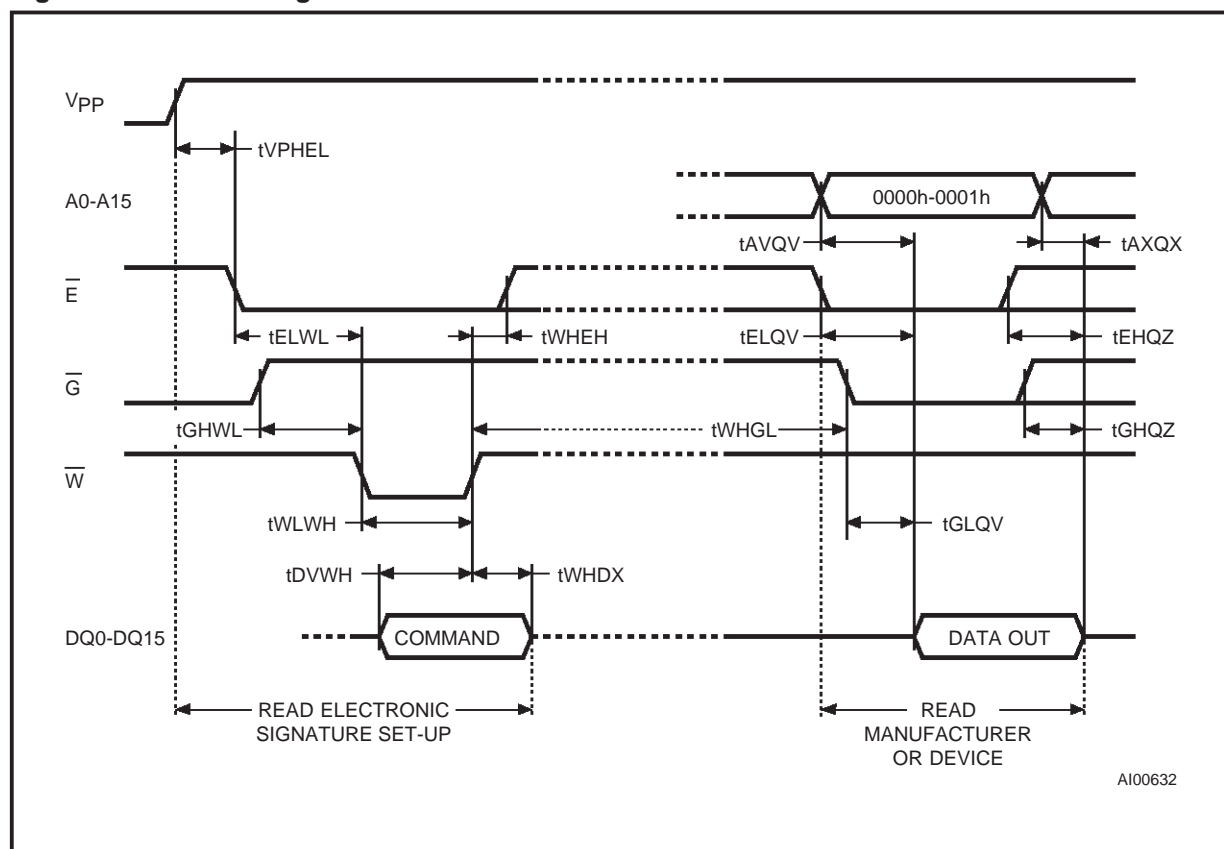 VPP
tVPHEL
A0-A15
0000h-0001h
tAVQV
tAXQX
E
tELWL
tWHEH
tELQV
tEHQZ
G
tGHWL
tWHGL
tGHQZ
W
tWLWH
tGLQV
tDVWH
tWHDX
DQ0-DQ15
COMMAND
DATA OUT
READ ELECTRONIC
SIGNATURE SET-UP
READ
MANUFACTURER
OR DEVICE
AI00632